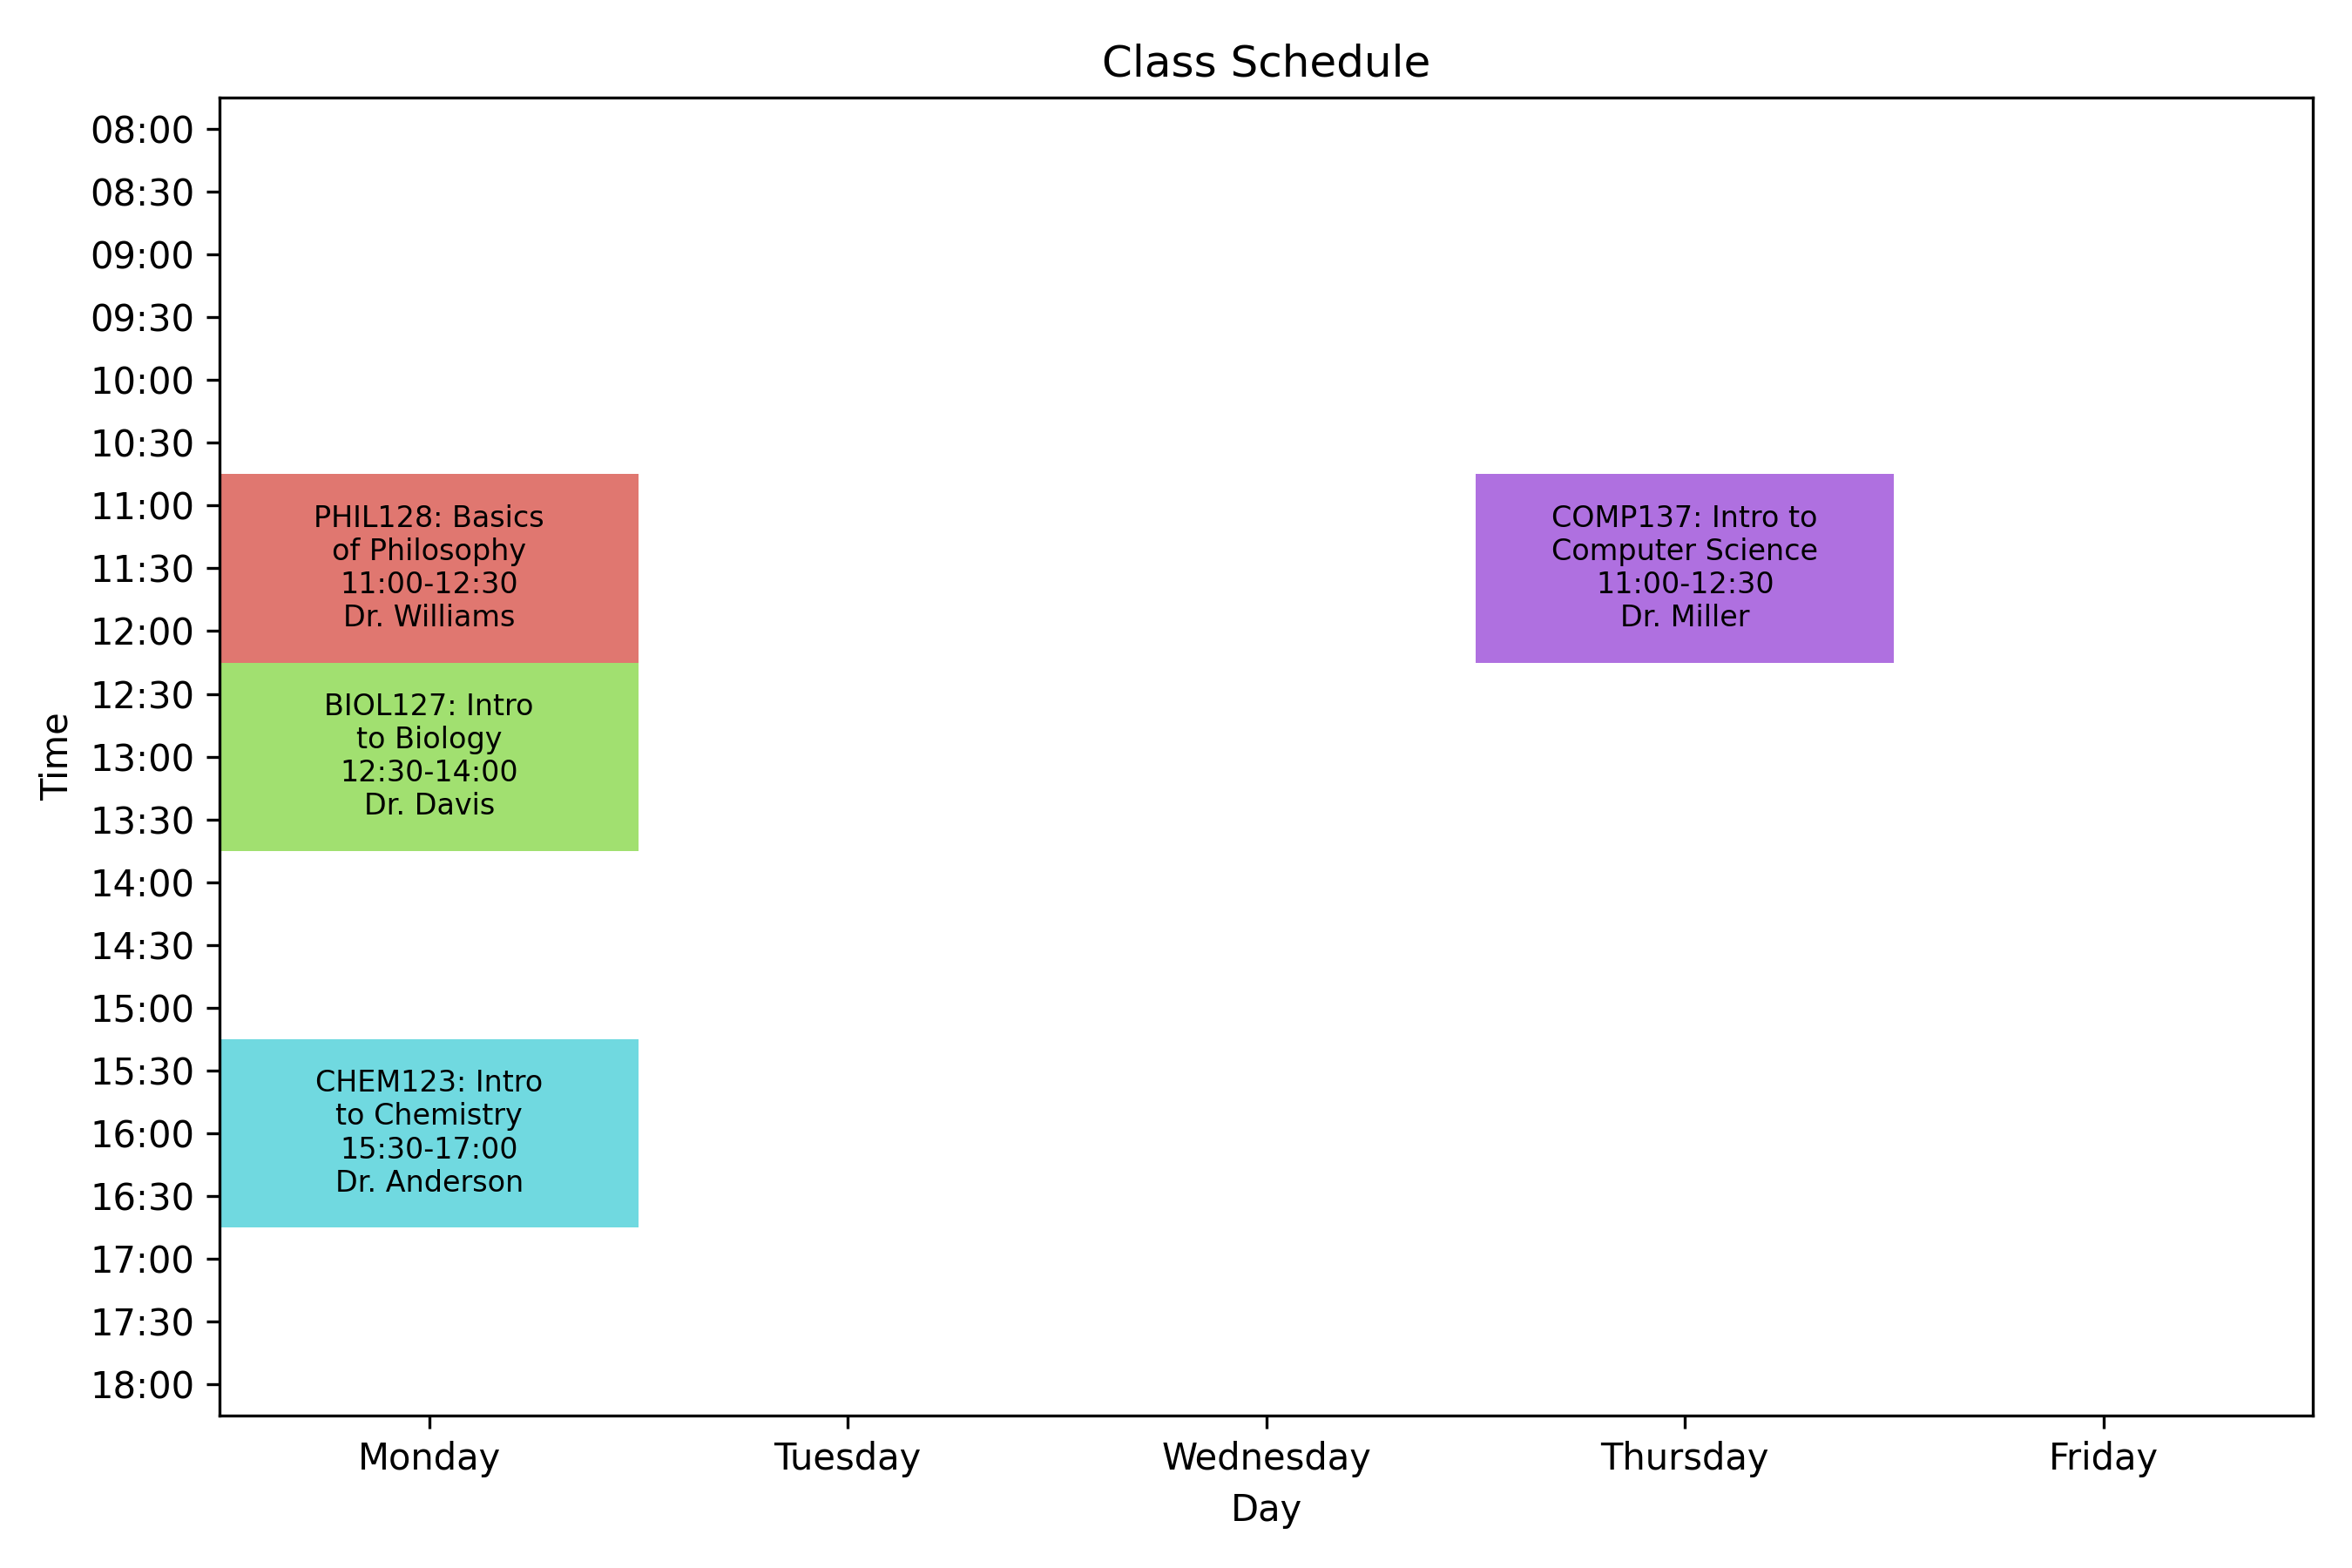 Class Schedule
Time
08:00
08:30
09:00
09:30
10:00
10:30
11:00
11:30
12:00
12:30
13:00
13:30
14:00
14:30
15:00
15:30
16:00
16:30
17:00
17:30
18:00
PHIL128: Basics
of Philosophy
11:00-12:30
Dr. Williams
BIOL127: Intro
to Biology
12:30-14:00
Dr. Davis
CHEM123: Intro
to Chemistry
15:30-17:00
Dr. Anderson
COMP137: Intro to
Computer Science
11:00-12:30
Dr. Miller
Monday
Tuesday
Wednesday
Thursday
Friday
Day